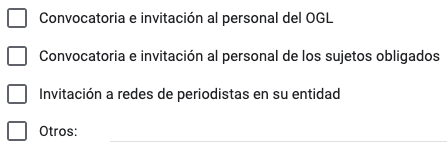 Convocatoria e invitación al personal del OGL
Convocatoria e invitación al personal de los sujetos obligados
Invitación a redes de periodistas en su entidad
Otros: